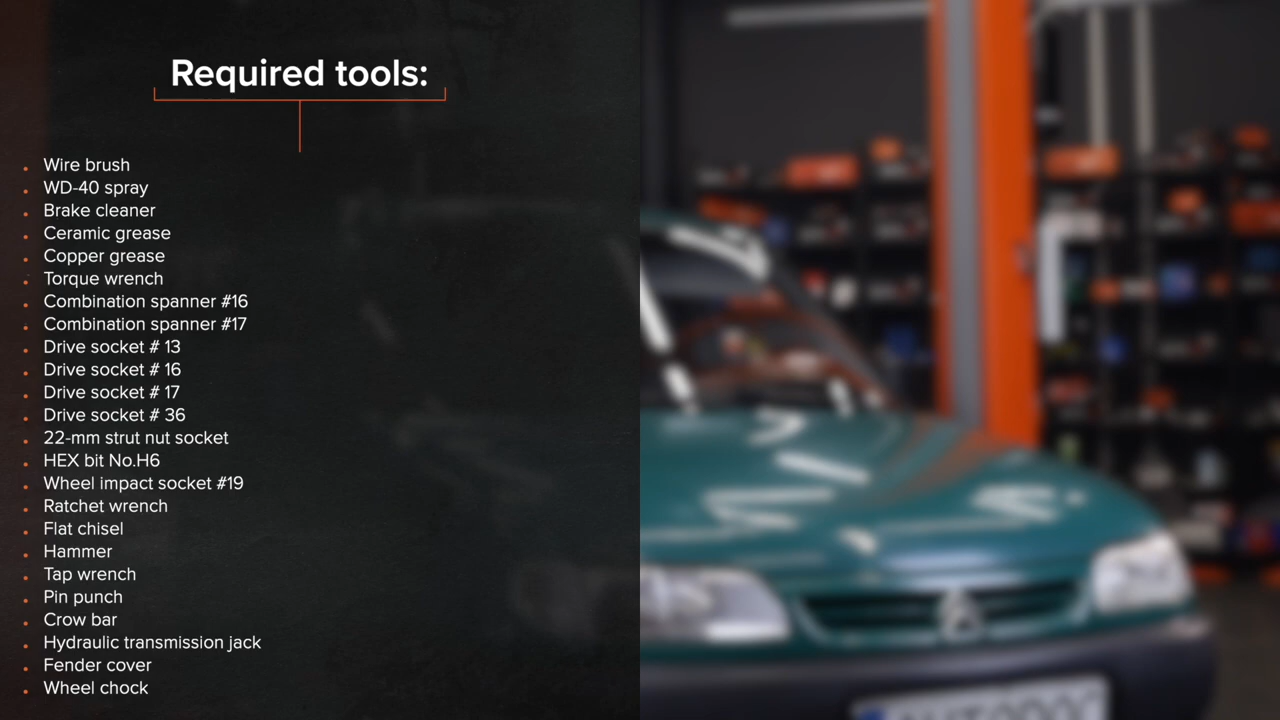 Required tools:
Wire brush
WD-40 spray
Brake cleaner
Ceramic grease
Copper grease
Torque wrench
Combination spanner #16
Combination spanner #17
Drive socket # 13
Drive socket # 16
Drive socket # 17
Drive socket # 36
22-mm strut nut socket
HEX bit No.H6
Wheel impact socket #19
Ratchet wrench
Flat chisel
Hammer
Tap wrench
Pin punch
Crow bar
Hydraulic transmission jack
Fender cover
Wheel chock